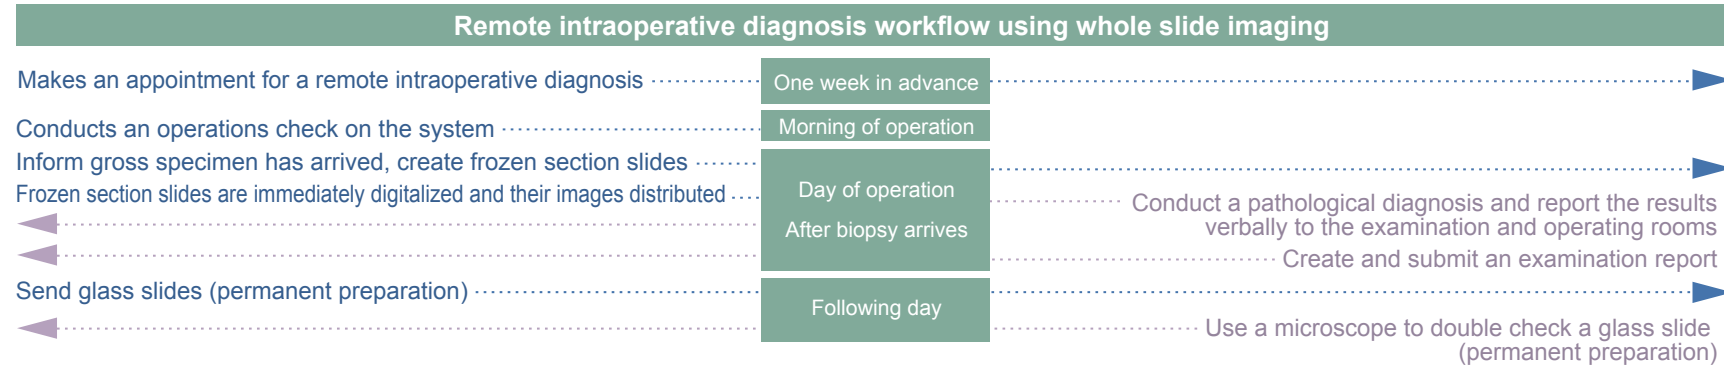 Remote intraoperative diagnosis workflow using whole slide imaging
Makes an appointment for a remote intraoperative diagnosis
One week in advance
Conducts an operations check on the system
Morning of operation
Inform gross specimen has arrived, create frozen section slides
Frozen section slides are immediately digitalized and their images distributed
Day of operation
After biopsy arrives
Conduct a pathological diagnosis and report the results
verbally to the examination and operating rooms
Create and submit an examination report
Send glass slides (permanent preparation)
Following day
Use a microscope to double check a glass slide
(permanent preparation)